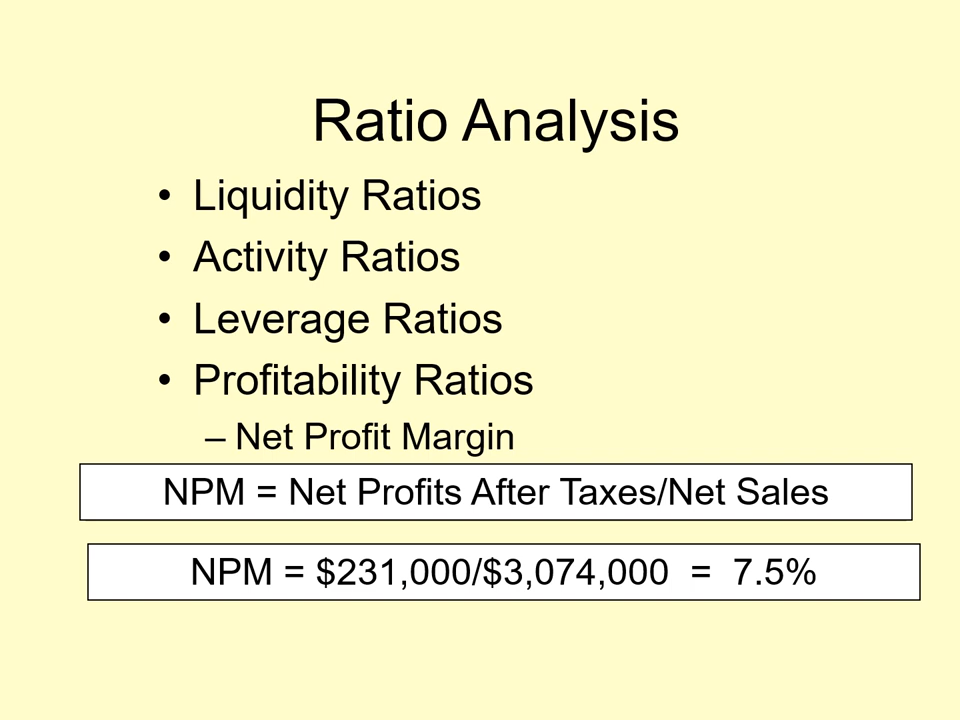 Ratio Analysis
• Liquidity Ratios
• Activity Ratios
• Leverage Ratios
• Profitability Ratios
– Net Profit Margin
NPM = Net Profits After Taxes/Net Sales
NPM = $231,000/$3,074,000 = 7.5%